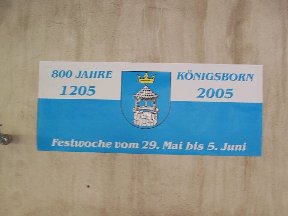 800 JAHRE KÖNIGSBORN
1205 2005
Festwoche vom 29. Mai bis 5. Juni